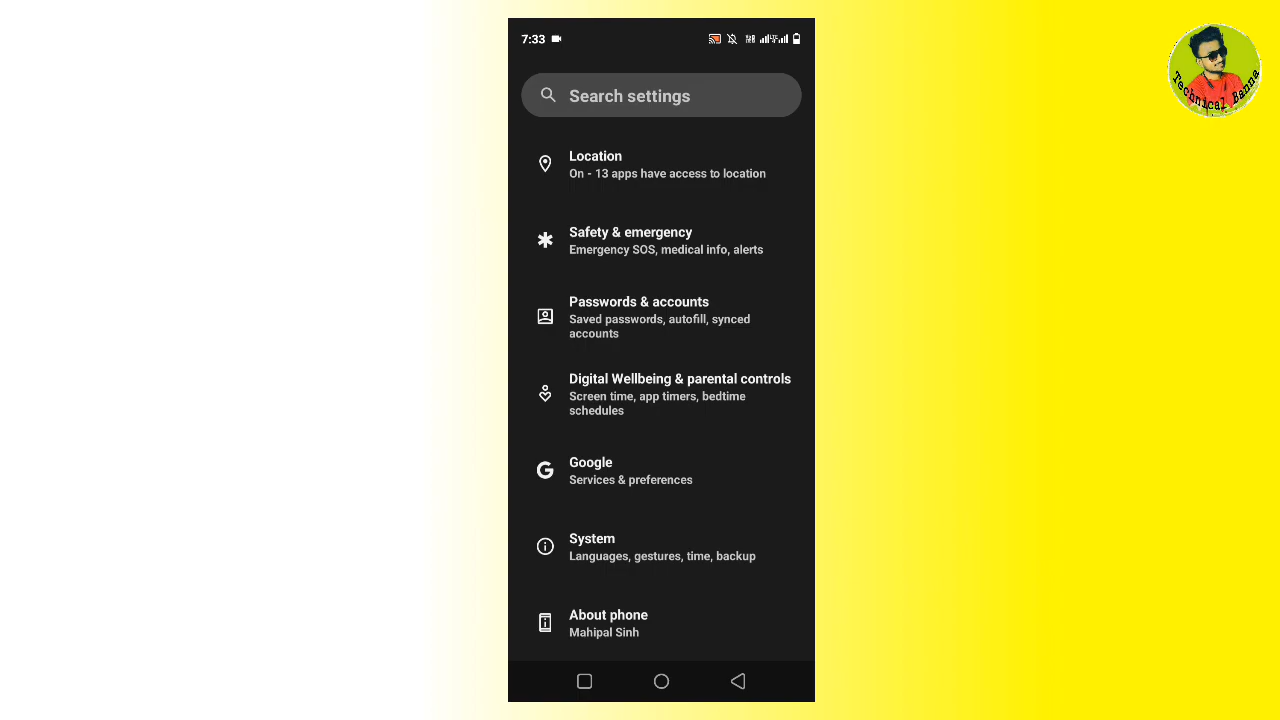 7:33
Search settings
Location
On - 13 apps have access to location
Safety & emergency
Emergency SOS, medical info, alerts
Passwords & accounts
Saved passwords, autofill, synced
accounts
Digital Wellbeing & parental controls
Screen time, app timers, bedtime
schedules
Google
Services & preferences
System
Languages, gestures, time, backup
About phone
Mahipal Sinh
Technical Banna